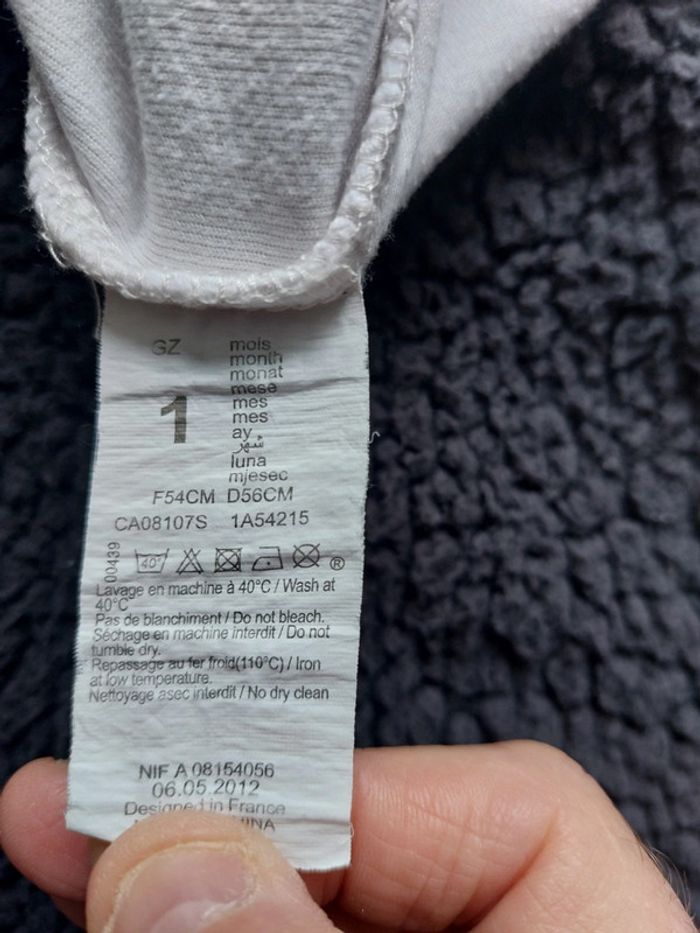 GZ
mois
month
monat
mese
mes
1
mes
ay
شهر
luna
mjesec
F54CM D56CM
CA08107S 1A54215
00439
40°
®
Lavage en machine à 40°C / Wash at
40°C
Pas de blanchiment / Do not bleach.
Séchage en machine interdit / Do not
tumble dry.
Repassage au fer froid(110°C) / Iron
at low temperature.
Nettoyage asec interdit / No dry clean
NIF A 08154056
06.05.2012
Designed in France